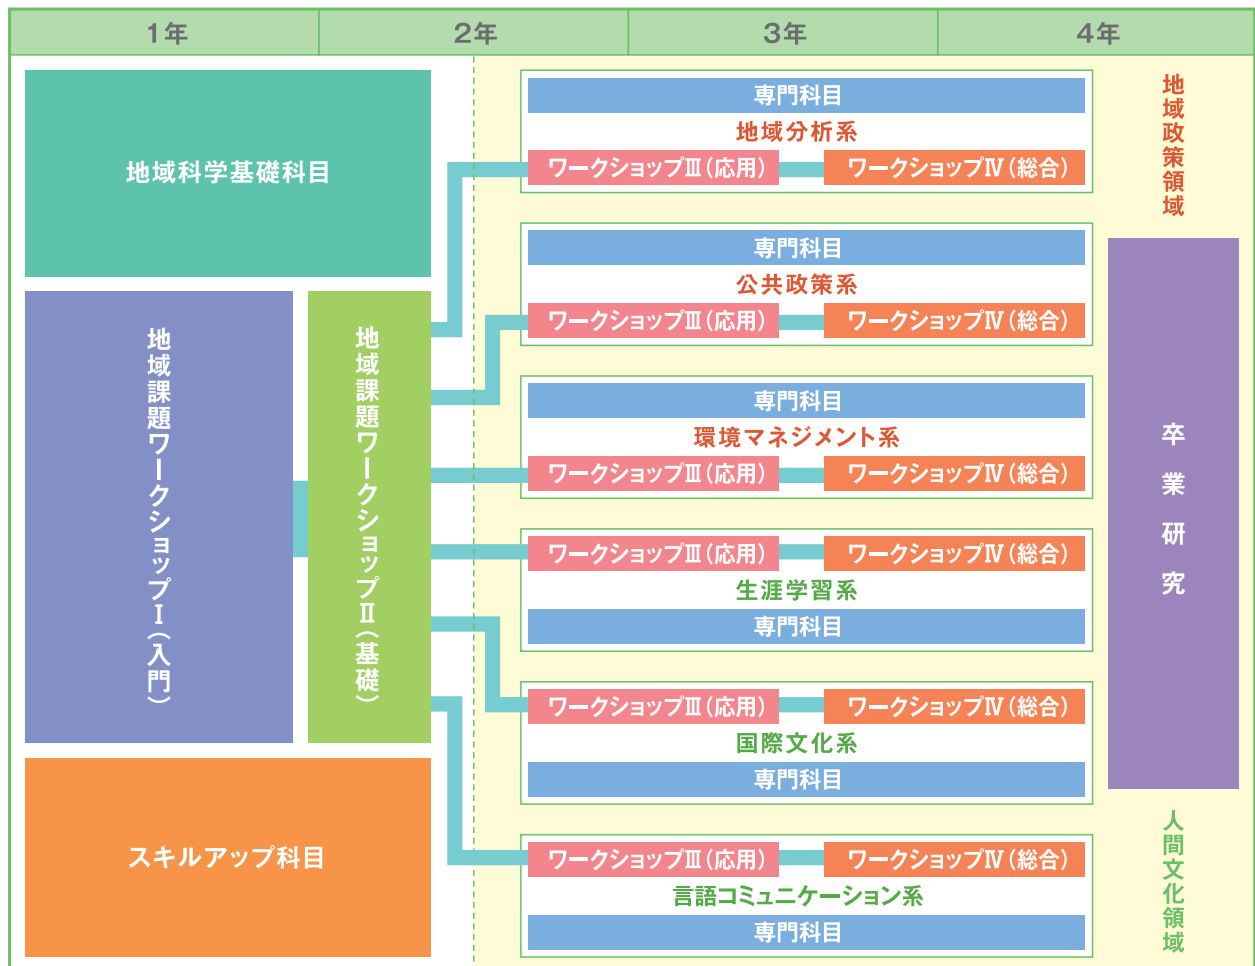 1年
2年
3年
4年
地域科学基礎科目
地域課題ワークショップⅠ（入門）
地域課題ワークショップⅡ（基礎）
スキルアップ科目
専門科目
地域分析系
ワークショップⅢ（応用）
ワークショップⅣ（総合）
専門科目
公共政策系
ワークショップⅢ（応用）
ワークショップⅣ（総合）
専門科目
環境マネジメント系
ワークショップⅢ（応用）
ワークショップⅣ（総合）
ワークショップⅢ（応用）
ワークショップⅣ（総合）
生涯学習系
専門科目
ワークショップⅢ（応用）
ワークショップⅣ（総合）
国際文化系
専門科目
ワークショップⅢ（応用）
ワークショップⅣ（総合）
言語コミュニケーション系
専門科目
地域政策領域
卒業研究
人間文化領域